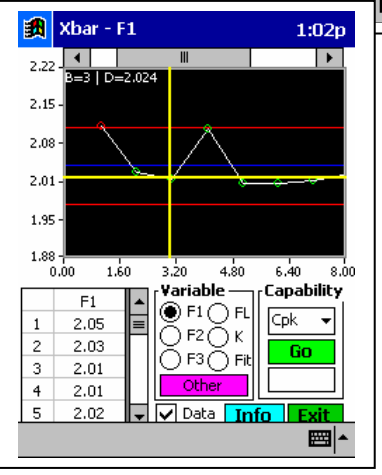 Xbar - F1 1:02p
B=3 | D=2.024
2.22
2.15
2.08
2.01
1.95
1.88
0.00 1.60 3.20 4.80 6.40 8.00
F1
1 2.05
2 2.03
3 2.01
4 2.01
5 2.02
Variable
F1 FL
F2 K
F3 Fit
Other
Data Info Exit
Capability
Cpk
Go